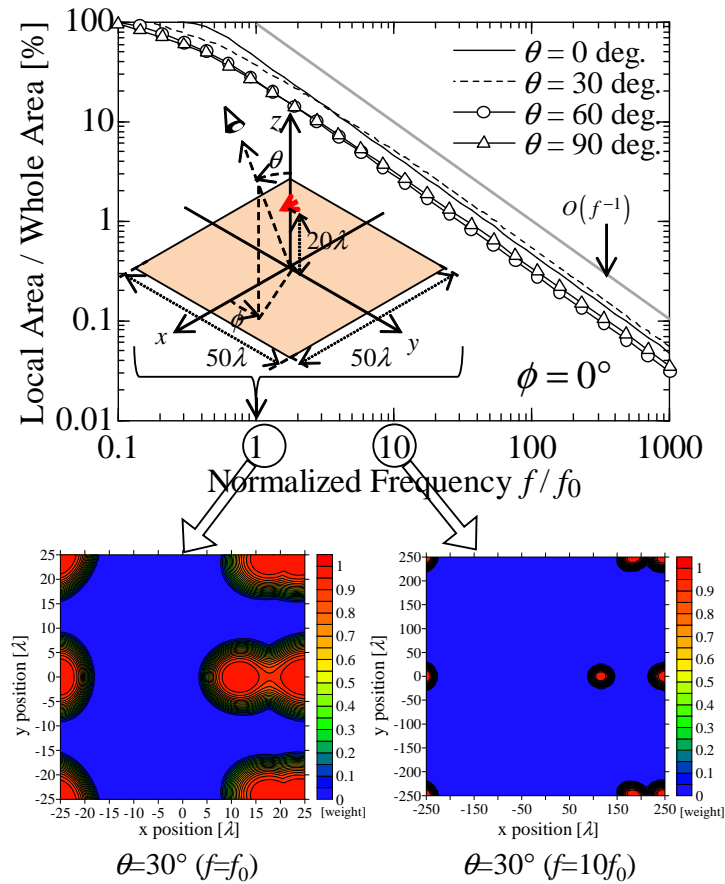 Local Area / Whole Area [%]
100
10
1
0.1
0.01
θ = 0 deg.
θ = 30 deg.
θ = 60 deg.
θ = 90 deg.
O(f⁻¹)
z
θ
20λ
ϕ
x
y
50λ
50λ
ϕ = 0°
0.1
1
10
100
1000
Normalized Frequency f / f₀
y position [λ]
25
20
15
10
5
0
-5
-10
-15
-20
-25
-25 -20 -15 -10 -5 0 5 10 15 20 25
x position [λ]
1
0.9
0.8
0.7
0.6
0.5
0.4
0.3
0.2
0.1
0
[weight]
θ=30° (f=f₀)
y position [λ]
250
200
150
100
50
0
-50
-100
-150
-200
-250
-250 -150 -50 50 150 250
x position [λ]
1
0.9
0.8
0.7
0.6
0.5
0.4
0.3
0.2
0.1
0
[weight]
θ=30° (f=10f₀)